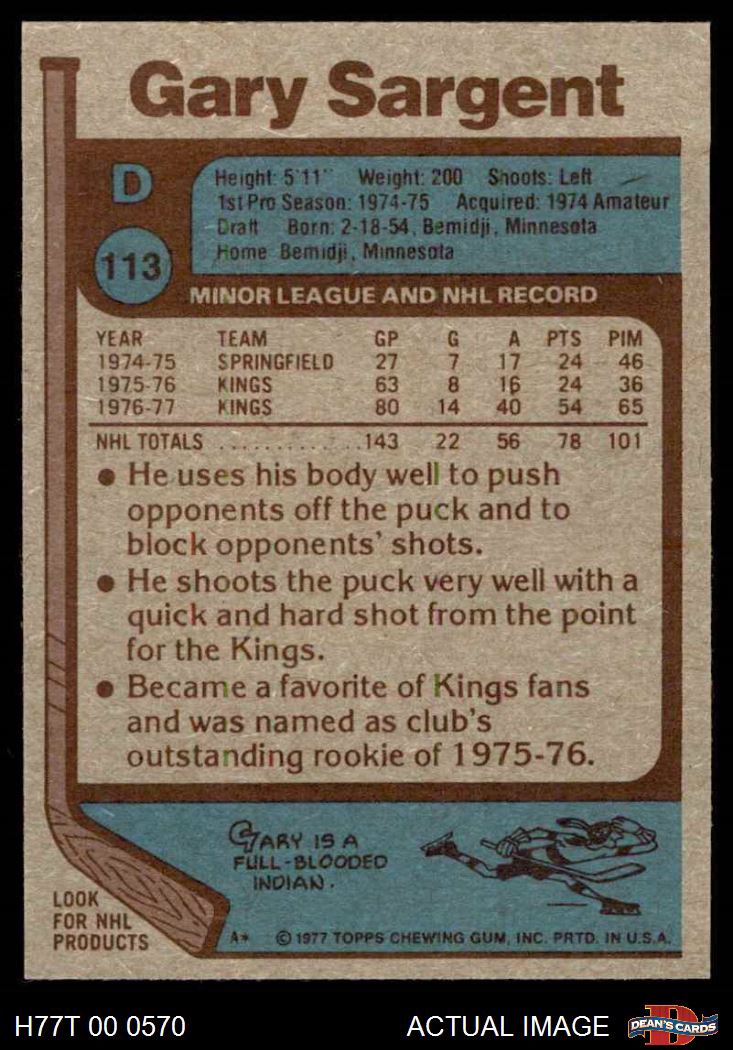 Gary Sargent
D
Height: 5'11" Weight: 200 Shoots: Left
1st Pro Season: 1974-75 Acquired: 1974 Amateur
Draft Born: 2-18-54, Bemidji, Minnesota
Home Bemidji, Minnesota
113
MINOR LEAGUE AND NHL RECORD
YEAR TEAM GP G A PTS PIM
1974-75 SPRINGFIELD 27 7 17 24 46
1975-76 KINGS 63 8 16 24 36
1976-77 KINGS 80 14 40 54 65
NHL TOTALS ............. 143 22 56 78 101
● He uses his body well to push
opponents off the puck and to
block opponents' shots.
● He shoots the puck very well with a
quick and hard shot from the point
for the Kings.
● Became a favorite of Kings fans
and was named as club's
outstanding rookie of 1975-76.
GARY IS A
FULL-BLOODED
INDIAN.
LOOK
FOR NHL
PRODUCTS
A* © 1977 TOPPS CHEWING GUM, INC. PRTD. IN U.S.A.
H77T 00 0570 ACTUAL IMAGE DEAN'S CARDS